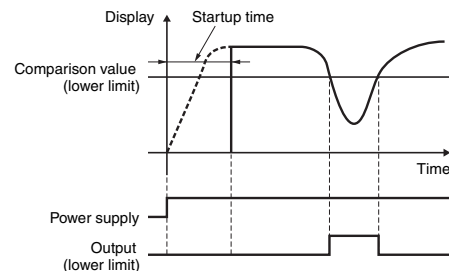 Display
Startup time
Comparison value
(lower limit)
Time
Power supply
Output
(lower limit)